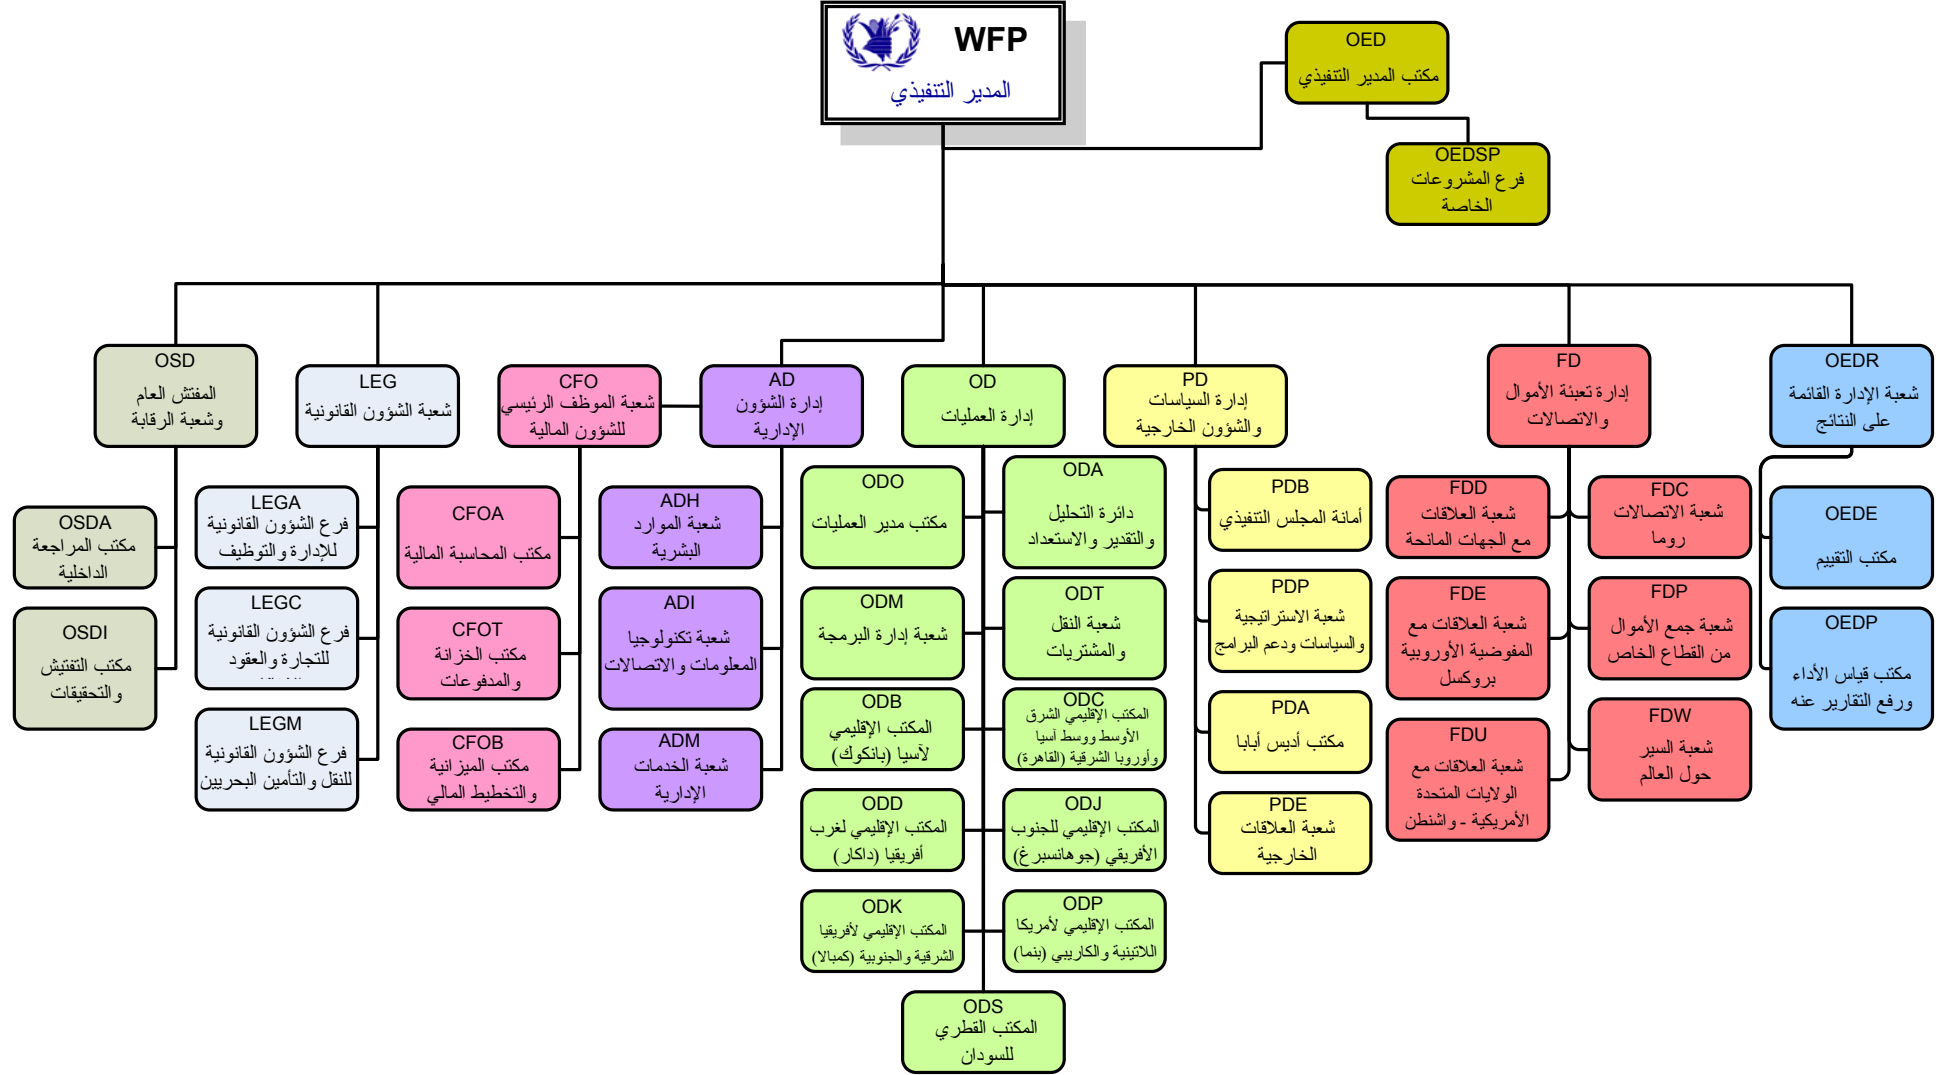 WFP
المدير التنفيذي
OED
مكتب المدير التنفيذي
OEDSP
فرع المشروعات
الخاصة
OSD
المفتش العام
وشعبة الرقابة
LEG
شعبة الشؤون القانونية
CFO
شعبة الموظف الرئيسي
للشؤون المالية
AD
إدارة الشؤون
الإدارية
OD
إدارة العمليات
PD
إدارة السياسات
والشؤون الخارجية
FD
إدارة تعبئة الأموال
والاتصالات
OEDR
شعبة الإدارة القائمة
على النتائج
OSDA
مكتب المراجعة
الداخلية
OSDI
مكتب التفتيش
والتحقيقات
LEGA
فرع الشؤون القانونية
للإدارة والتوظيف
LEGC
فرع الشؤون القانونية
للتجارة والعقود
LEGM
فرع الشؤون القانونية
للنقل والتأمين البحريين
CFOA
مكتب المحاسبة المالية
CFOT
مكتب الخزانة
والمدفوعات
CFOB
مكتب الميزانية
والتخطيط المالي
ADH
شعبة الموارد
البشرية
ADI
شعبة تكنولوجيا
المعلومات والاتصالات
ADM
شعبة الخدمات
الإدارية
ODO
مكتب مدير العمليات
ODA
دائرة التحليل
والتقدير والاستعداد
ODM
شعبة إدارة البرمجة
ODT
شعبة النقل
والمشتريات
ODB
المكتب الإقليمي
لآسيا (بانكوك)
ODC
المكتب الإقليمي الشرق
الأوسط ووسط آسيا
وأوروبا الشرقية (القاهرة)
ODD
المكتب الإقليمي لغرب
أفريقيا (داكار)
ODJ
المكتب الإقليمي للجنوب
الأفريقي (جوهانسبرغ)
ODK
المكتب الإقليمي لأفريقيا
الشرقية والجنوبية (كمبالا)
ODP
المكتب الإقليمي لأمريكا
اللاتينية والكاريبي (بنما)
ODS
المكتب القطري
للسودان
PDB
أمانة المجلس التنفيذي
PDP
شعبة الاستراتيجية
والسياسات ودعم البرامج
PDA
مكتب أديس أبابا
PDE
شعبة العلاقات
الخارجية
FDD
شعبة العلاقات
مع الجهات المانحة
FDC
شعبة الاتصالات
روما
FDE
شعبة العلاقات مع
المفوضية الأوروبية
بروكسل
FDP
شعبة جمع الأموال
من القطاع الخاص
FDU
شعبة العلاقات مع
الولايات المتحدة
الأمريكية - واشنطن
FDW
شعبة السير
حول العالم
OEDE
مكتب التقييم
OEDP
مكتب قياس الأداء
ورفع التقارير عنه